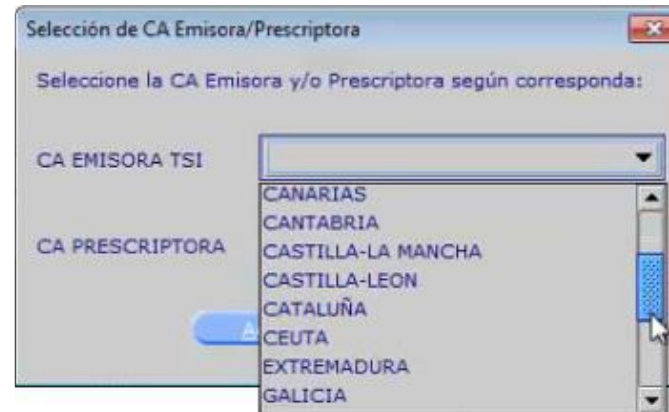 Selección de CA Emisora/Prescriptora
Seleccione la CA Emisora y/o Prescriptora según corresponda:
CA EMISORA TSI
CANARIAS
CANTABRIA
CA PRESCRIPTORA
CASTILLA-LA MANCHA
CASTILLA-LEON
CATALUÑA
CEUTA
EXTREMADURA
GALICIA